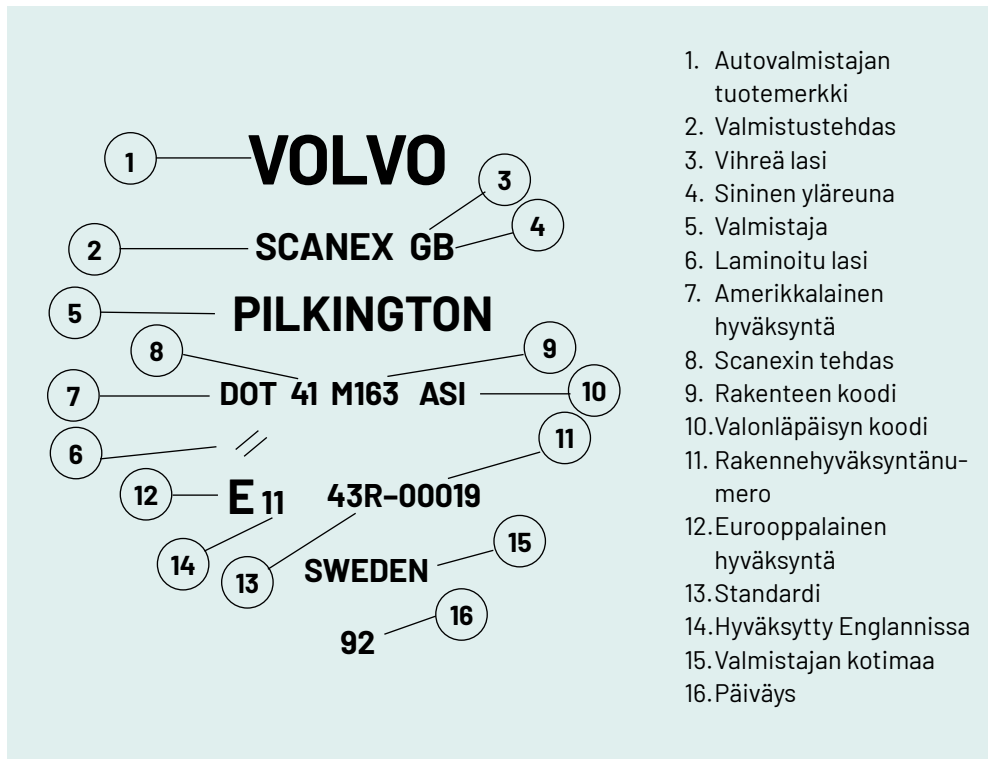 1
VOLVO
3
4
2
SCANEX GB
5
PILKINGTON
8
9
7
DOT 41 M163 ASI
10
6
//
11
12
E 11 43R-00019
14
13
SWEDEN
15
92
16
1. Autovalmistajan
tuotemerkki
2. Valmistustehdas
3. Vihreä lasi
4. Sininen yläreuna
5. Valmistaja
6. Laminoitu lasi
7. Amerikkalainen
hyväksyntä
8. Scanexin tehdas
9. Rakenteen koodi
10.Valonläpäisyn koodi
11. Rakennehyväksyntänu-
mero
12.Eurooppalainen
hyväksyntä
13.Standardi
14.Hyväksytty Englannissa
15.Valmistajan kotimaa
16.Päiväys